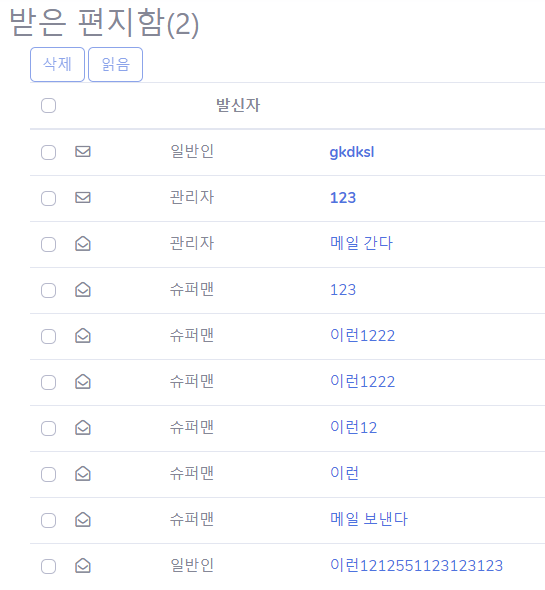 받은 편지함(2)
삭제 읽음
발신자
일반인 gkdksl
관리자 123
관리자 메일 간다
슈퍼맨 123
슈퍼맨 이런1222
슈퍼맨 이런1222
슈퍼맨 이런12
슈퍼맨 이런
슈퍼맨 메일 보낸다
일반인 이런1212551123123123